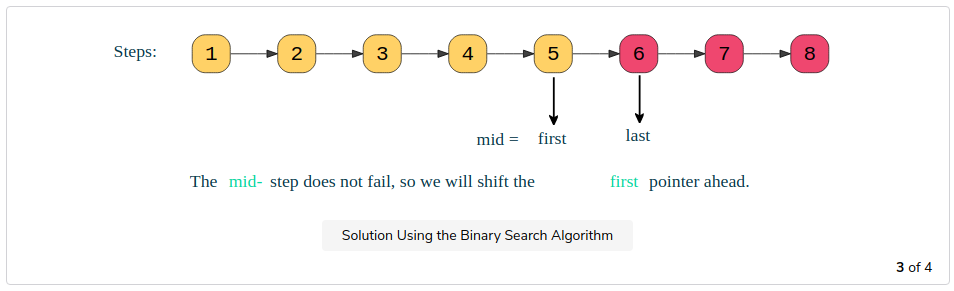 Steps: 1 2 3 4 5 6 7 8
mid = first last
The mid- step does not fail, so we will shift the first pointer ahead.
Solution Using the Binary Search Algorithm
3 of 4